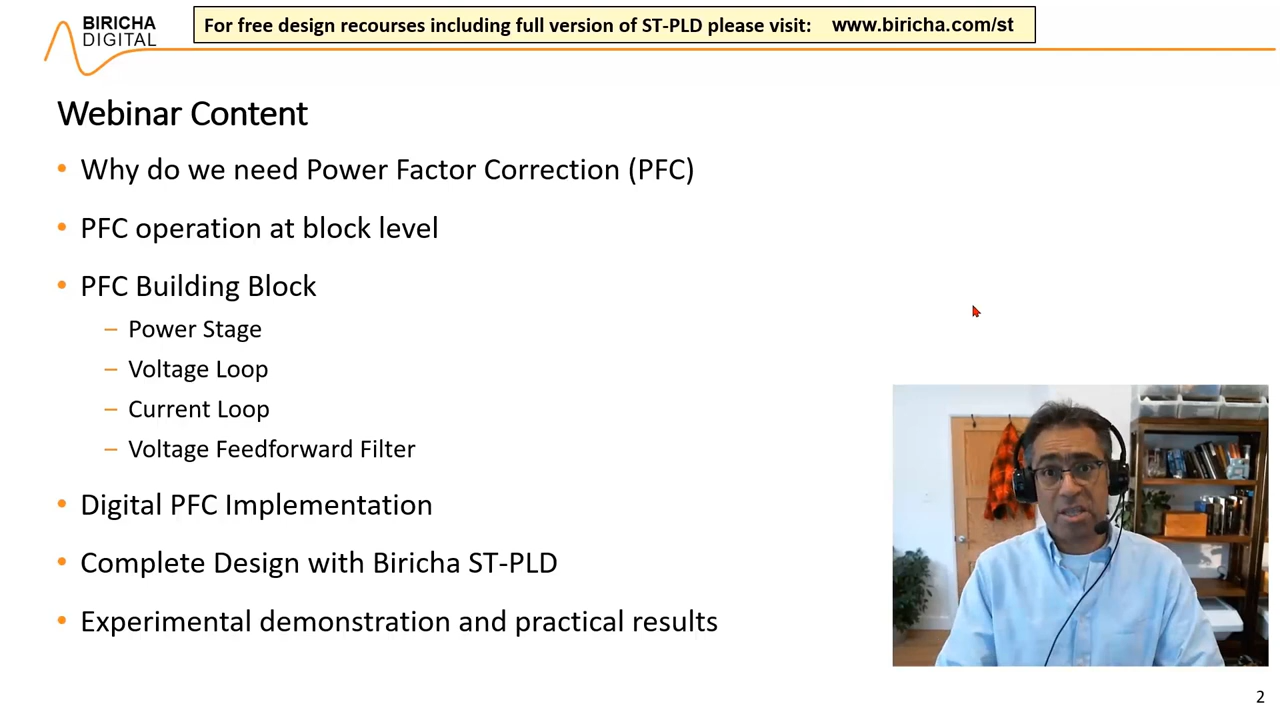 BIRICHA
DIGITAL
For free design recourses including full version of ST-PLD please visit: www.biricha.com/st
Webinar Content
• Why do we need Power Factor Correction (PFC)
• PFC operation at block level
• PFC Building Block
– Power Stage
– Voltage Loop
– Current Loop
– Voltage Feedforward Filter
• Digital PFC Implementation
• Complete Design with Biricha ST-PLD
• Experimental demonstration and practical results
2